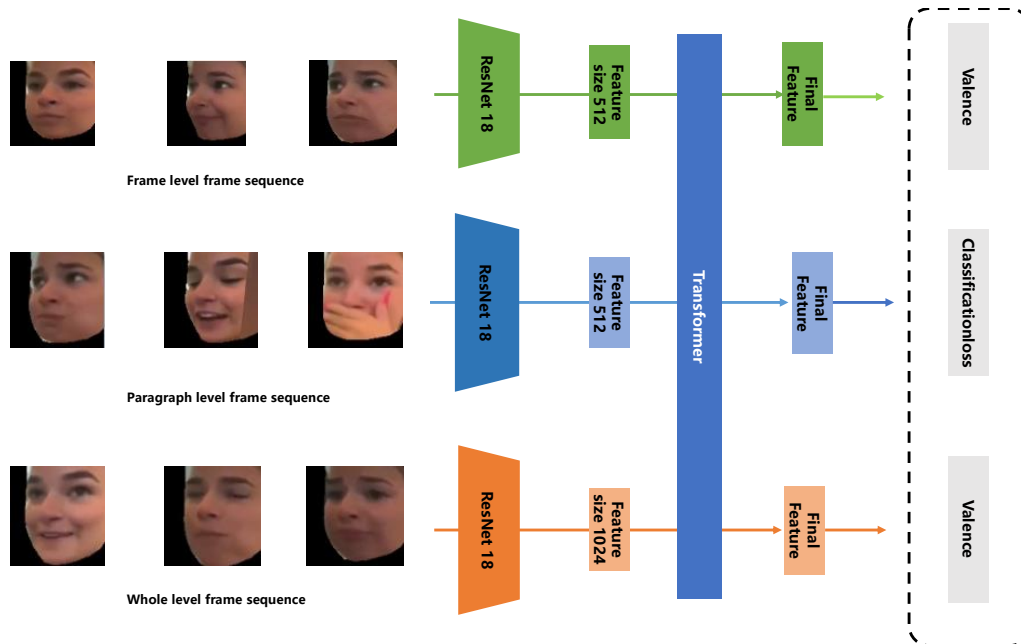 ResNet 18
Feature
size 512
Final
Feature
Valence
Frame level frame sequence
ResNet 18
Feature
size 512
Transformer
Final
Feature
Classificationloss
Paragraph level frame sequence
ResNet 18
Feature
size 1024
Final
Feature
Valence
Whole level frame sequence